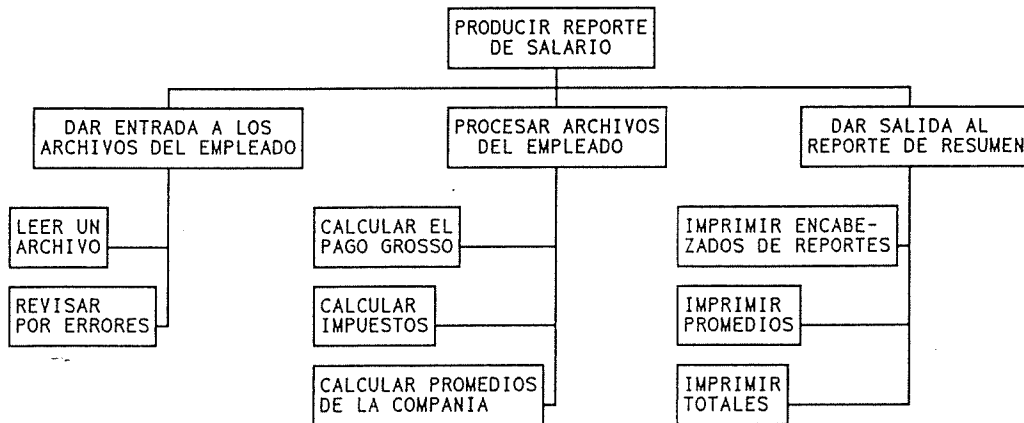 PRODUCIR REPORTE
DE SALARIO
DAR ENTRADA A LOS
ARCHIVOS DEL EMPLEADO
PROCESAR ARCHIVOS
DEL EMPLEADO
DAR SALIDA AL
REPORTE DE RESUMEN
LEER UN
ARCHIVO
REVISAR
POR ERRORES
CALCULAR EL
PAGO GROSSO
CALCULAR
IMPUESTOS
CALCULAR PROMEDIOS
DE LA COMPANIA
IMPRIMIR ENCABE-
ZADOS DE REPORTES
IMPRIMIR
PROMEDIOS
IMPRIMIR
TOTALES